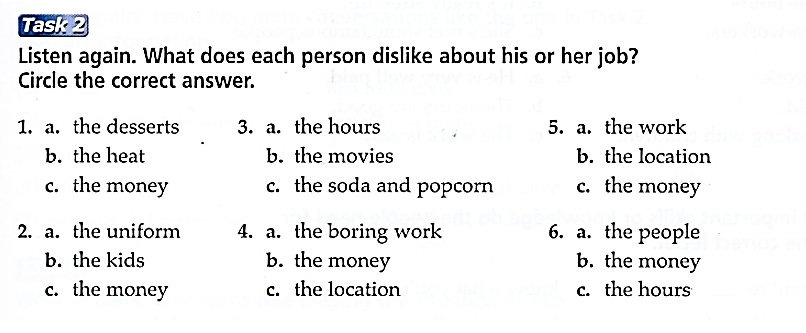 Task 2
Listen again. What does each person dislike about his or her job?
Circle the correct answer.
1. a. the desserts
b. the heat
c. the money
2. a. the uniform
b. the kids
c. the money
3. a. the hours
b. the movies
c. the soda and popcorn
4. a. the boring work
b. the money
c. the location
5. a. the work
b. the location
c. the money
6. a. the people
b. the money
c. the hours